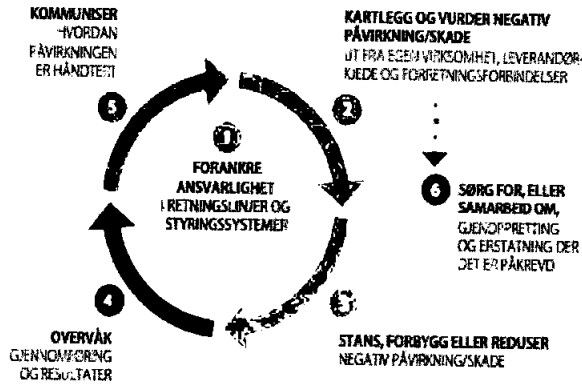 KOMMUNISER
HVORDAN
PÅVIRKNINGEN
ER HÅNDTERT
5
KARTLEGG OG VURDER NEGATIV
PÅVIRKNING/SKADE
UT FRA EGEN VIRKSOMHET, LEVERANDØR-
KJEDE OG FORRETNINGSFORBINDELSER
2
1
FORANKRE
ANSVARLIGHET
I RETNINGSLINJER OG
STYRINGSSYSTEMER
6
SØRG FOR, ELLER
SAMARBEID OM,
GJENOPPRETTING
OG ERSTATNING DER
DET ER PÅKREVD
4
OVERVÅK
GJENNOMFØRING
OG RESULTATER
3
STANS, FORBYGG ELLER REDUSER
NEGATIV PÅVIRKNING/SKADE